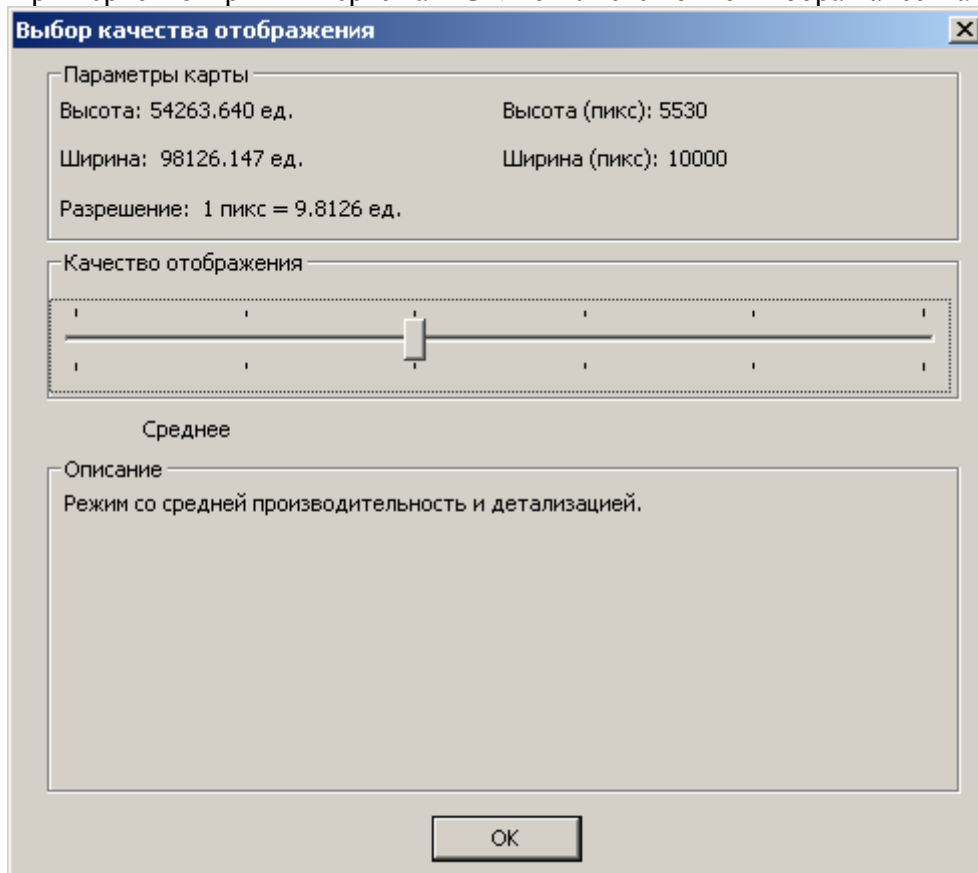 Выбор качества отображения
Параметры карты
Высота: 54263.640 ед.
Высота (пикс): 5530
Ширина: 98126.147 ед.
Ширина (пикс): 10000
Разрешение: 1 пикс = 9.8126 ед.
Качество отображения
Среднее
Описание
Режим со средней производительность и детализацией.
OK